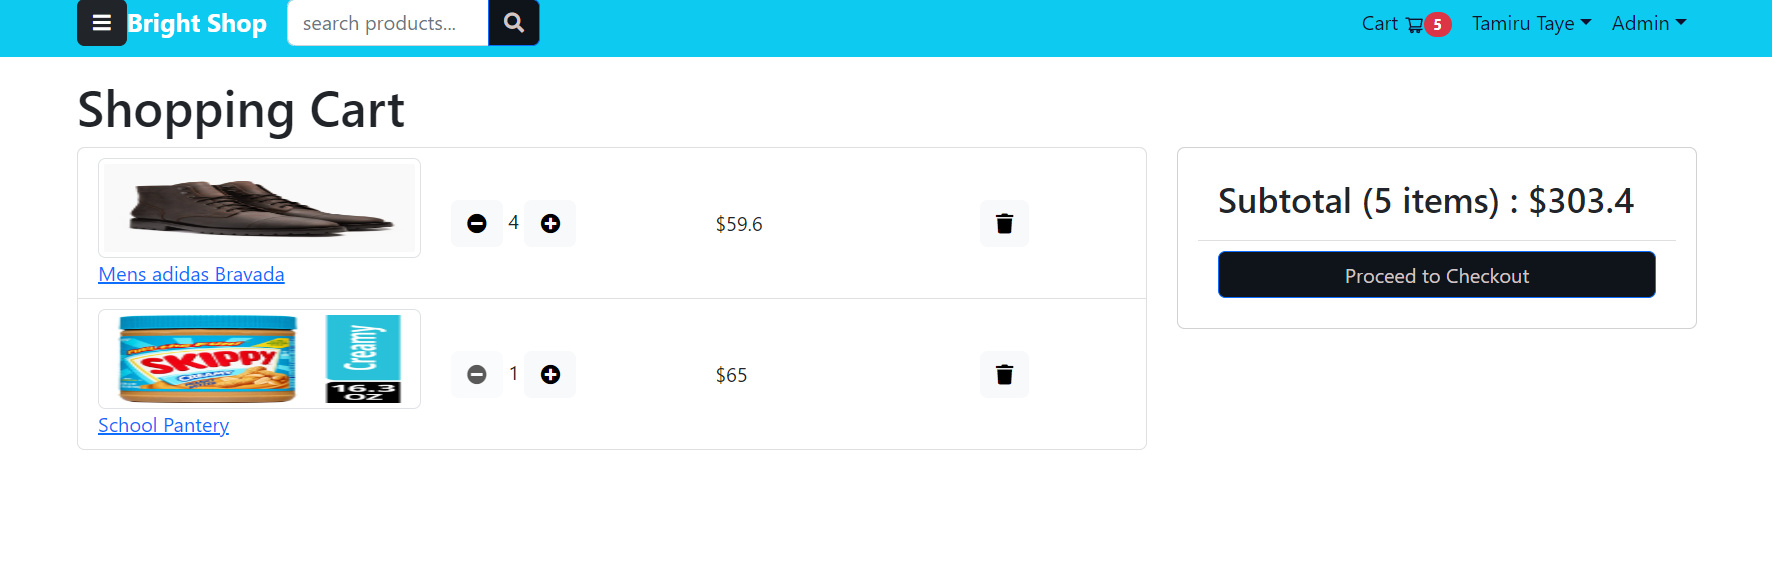 Bright Shop search products... Cart 5 Tamiru Taye Admin
Shopping Cart
4 $59.6
Mens adidas Bravada
SKIPPY
CREAMY
Creamy
16.3
OZ
1 $65
School Pantery
Subtotal (5 items) : $303.4
Proceed to Checkout